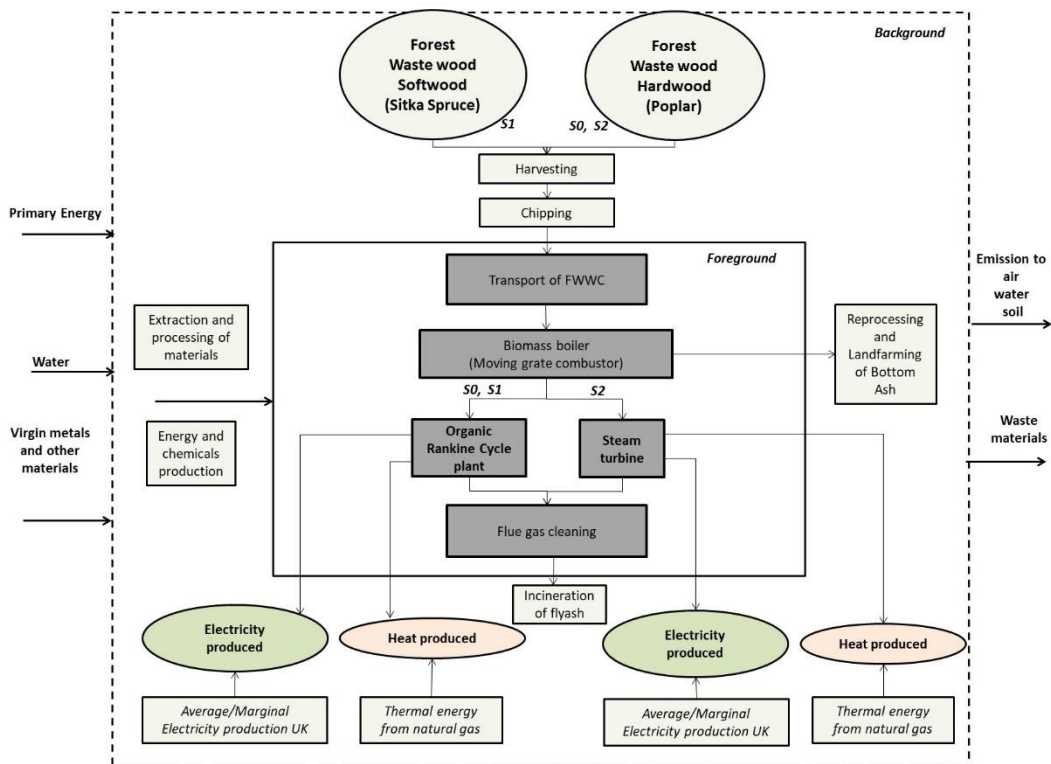 Background
Forest
Waste wood
Softwood
(Sitka Spruce)
Forest
Waste wood
Hardwood
(Poplar)
S1
S0, S2
Harvesting
Chipping
Primary Energy
Water
Virgin metals
and other
materials
Extraction and
processing of
materials
Energy and
chemicals
production
Foreground
Transport of FWWC
Biomass boiler
(Moving grate combustor)
S0, S1
S2
Organic
Rankine Cycle
plant
Steam
turbine
Flue gas cleaning
Incineration
of flyash
Reprocessing
and
Landfarming
of Bottom
Ash
Emission to
air
water
soil
Waste
materials
Electricity
produced
Heat produced
Electricity
produced
Heat produced
Average/Marginal
Electricity production UK
Thermal energy
from natural gas
Average/Marginal
Electricity production UK
Thermal energy
from natural gas